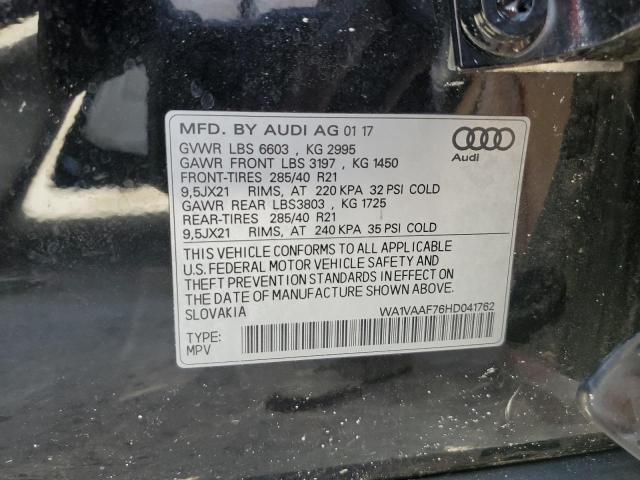 MFD. BY AUDI AG 01 17
GVWR LBS 6603 , KG 2995
GAWR FRONT LBS 3197 , KG 1450
FRONT-TIRES 285/40 R21
9,5JX21 RIMS, AT 220 KPA 32 PSI COLD
GAWR REAR LBS3803 , KG 1725
REAR-TIRES 285/40 R21
9,5JX21 RIMS, AT 240 KPA 35 PSI COLD
Audi
THIS VEHICLE CONFORMS TO ALL APPLICABLE
U.S. FEDERAL MOTOR VEHICLE SAFETY AND
THEFT PREVENTION STANDARDS IN EFFECT ON
THE DATE OF MANUFACTURE SHOWN ABOVE.
SLOVAKIA
WA1VAAF76HD041762
TYPE:
MPV